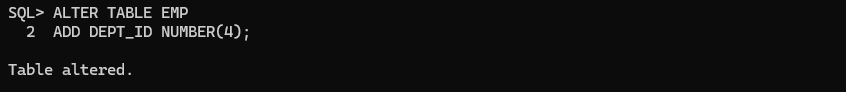 SQL> ALTER TABLE EMP
  2  ADD DEPT_ID NUMBER(4);
Table altered.